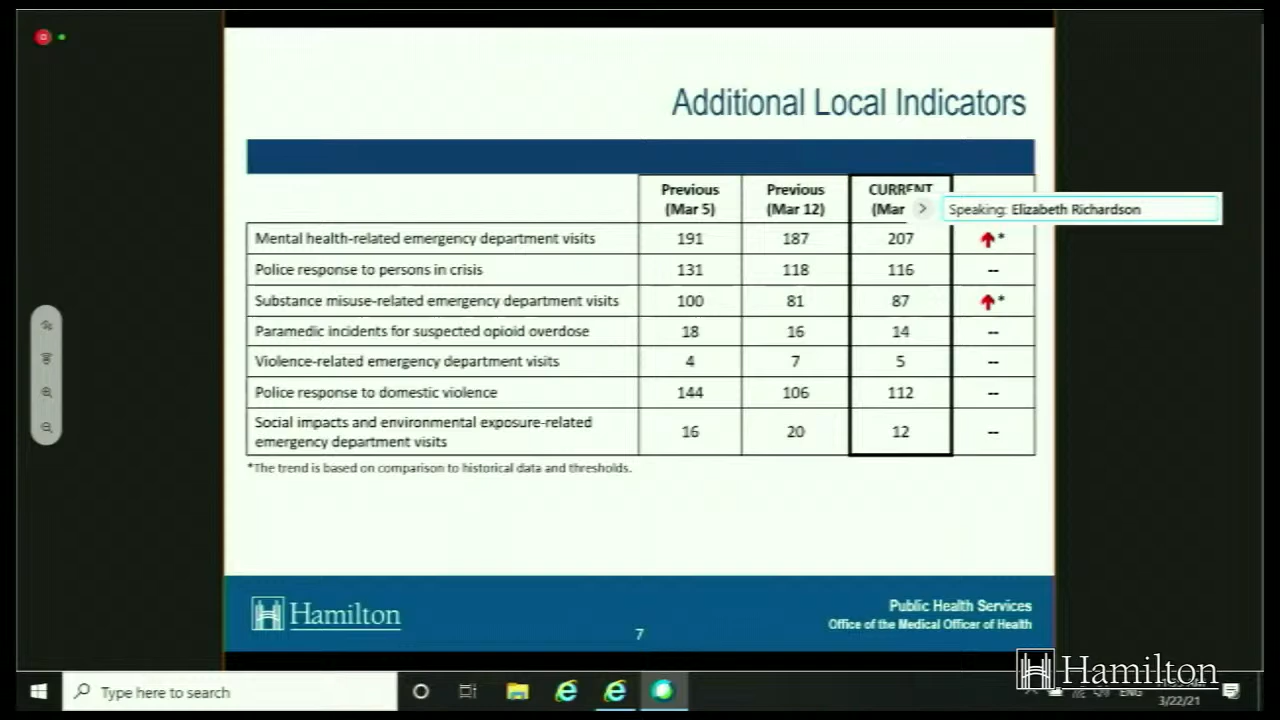 Additional Local Indicators
Previous (Mar 5) Previous (Mar 12) CURRENT (Mar
Speaking: Elizabeth Richardson
Mental health-related emergency department visits 191 187 207 *
Police response to persons in crisis 131 118 116 --
Substance misuse-related emergency department visits 100 81 87 *
Paramedic incidents for suspected opioid overdose 18 16 14 --
Violence-related emergency department visits 4 7 5 --
Police response to domestic violence 144 106 112 --
Social impacts and environmental exposure-related
emergency department visits 16 20 12 --
*The trend is based on comparison to historical data and thresholds.
Hamilton
Public Health Services
Office of the Medical Officer of Health
7
Hamilton
Type here to search
ENG
3/22/21